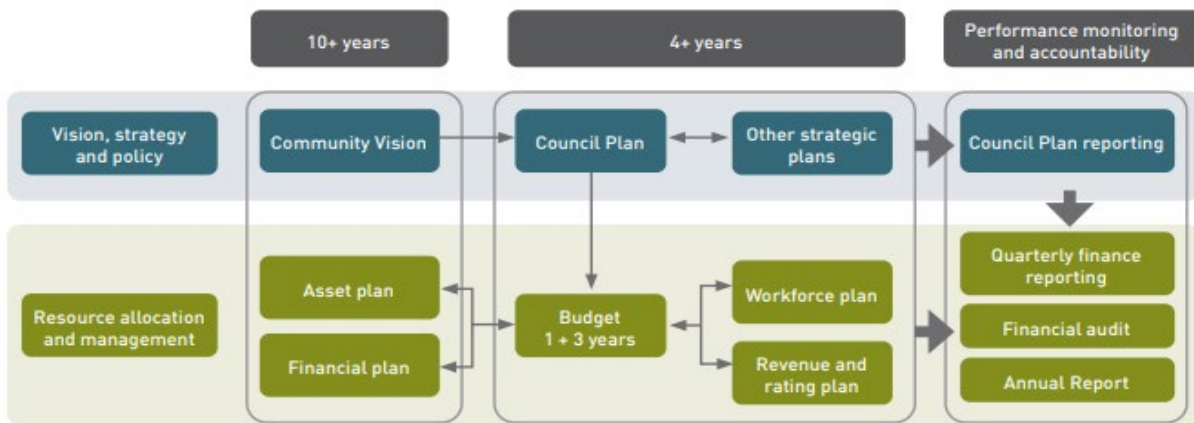 10+ years
4+ years
Performance monitoring
and accountability
Vision, strategy
and policy
Community Vision
Council Plan
Other strategic
plans
Council Plan reporting
Resource allocation
and management
Asset plan
Financial plan
Budget
1 + 3 years
Workforce plan
Revenue and
rating plan
Quarterly finance
reporting
Financial audit
Annual Report